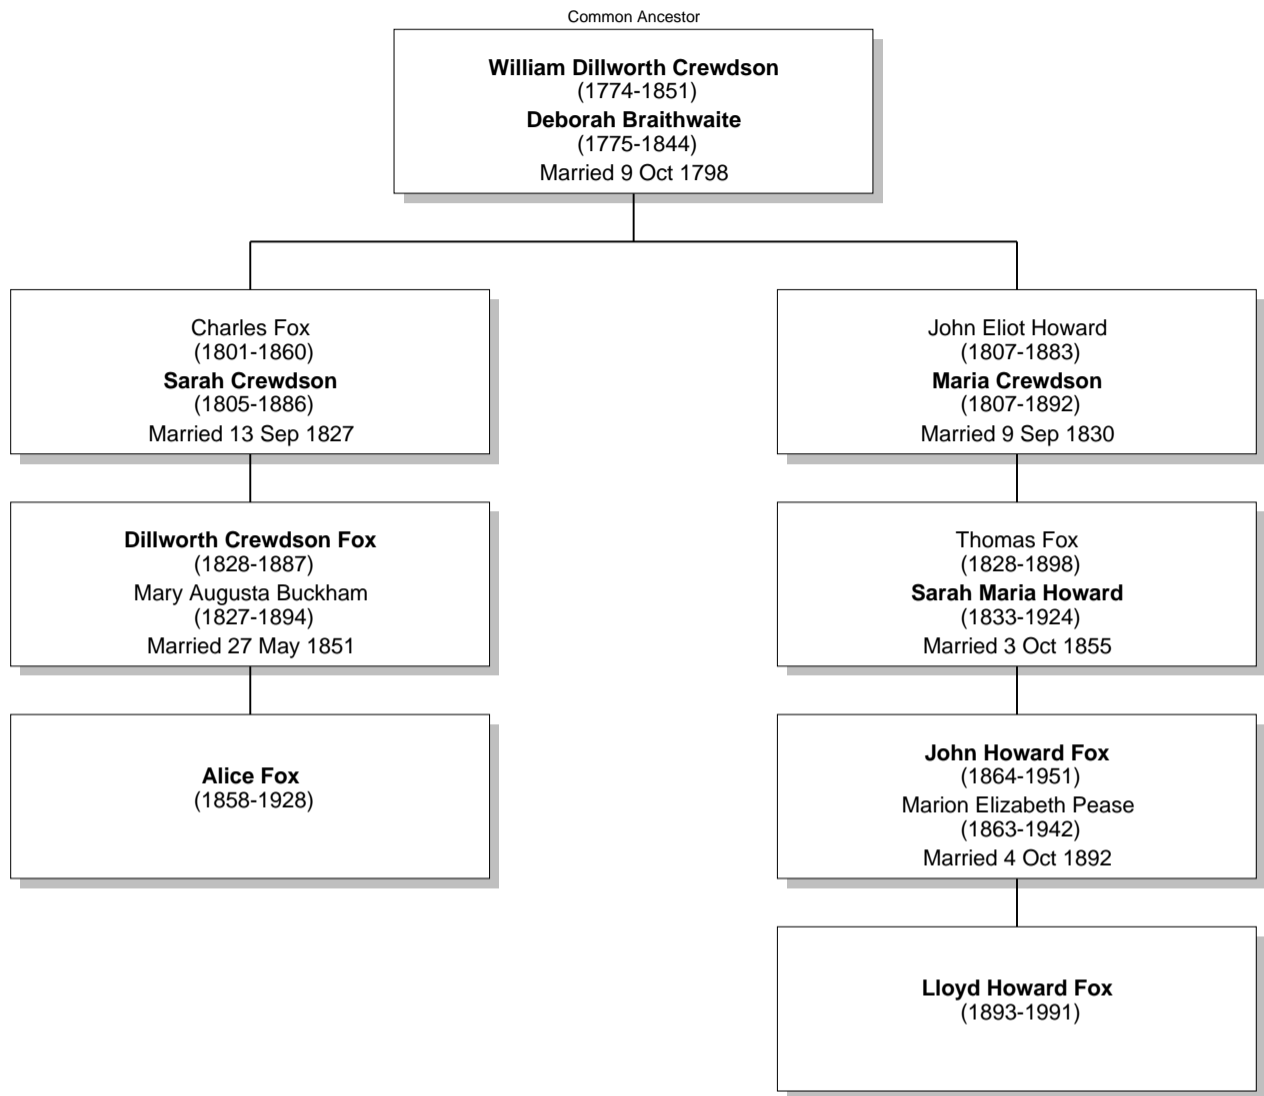 Common Ancestor
William Dillworth Crewdson
(1774-1851)
Deborah Braithwaite
(1775-1844)
Married 9 Oct 1798
Charles Fox
(1801-1860)
Sarah Crewdson
(1805-1886)
Married 13 Sep 1827
John Eliot Howard
(1807-1883)
Maria Crewdson
(1807-1892)
Married 9 Sep 1830
Dillworth Crewdson Fox
(1828-1887)
Mary Augusta Buckham
(1827-1894)
Married 27 May 1851
Thomas Fox
(1828-1898)
Sarah Maria Howard
(1833-1924)
Married 3 Oct 1855
Alice Fox
(1858-1928)
John Howard Fox
(1864-1951)
Marion Elizabeth Pease
(1863-1942)
Married 4 Oct 1892
Lloyd Howard Fox
(1893-1991)